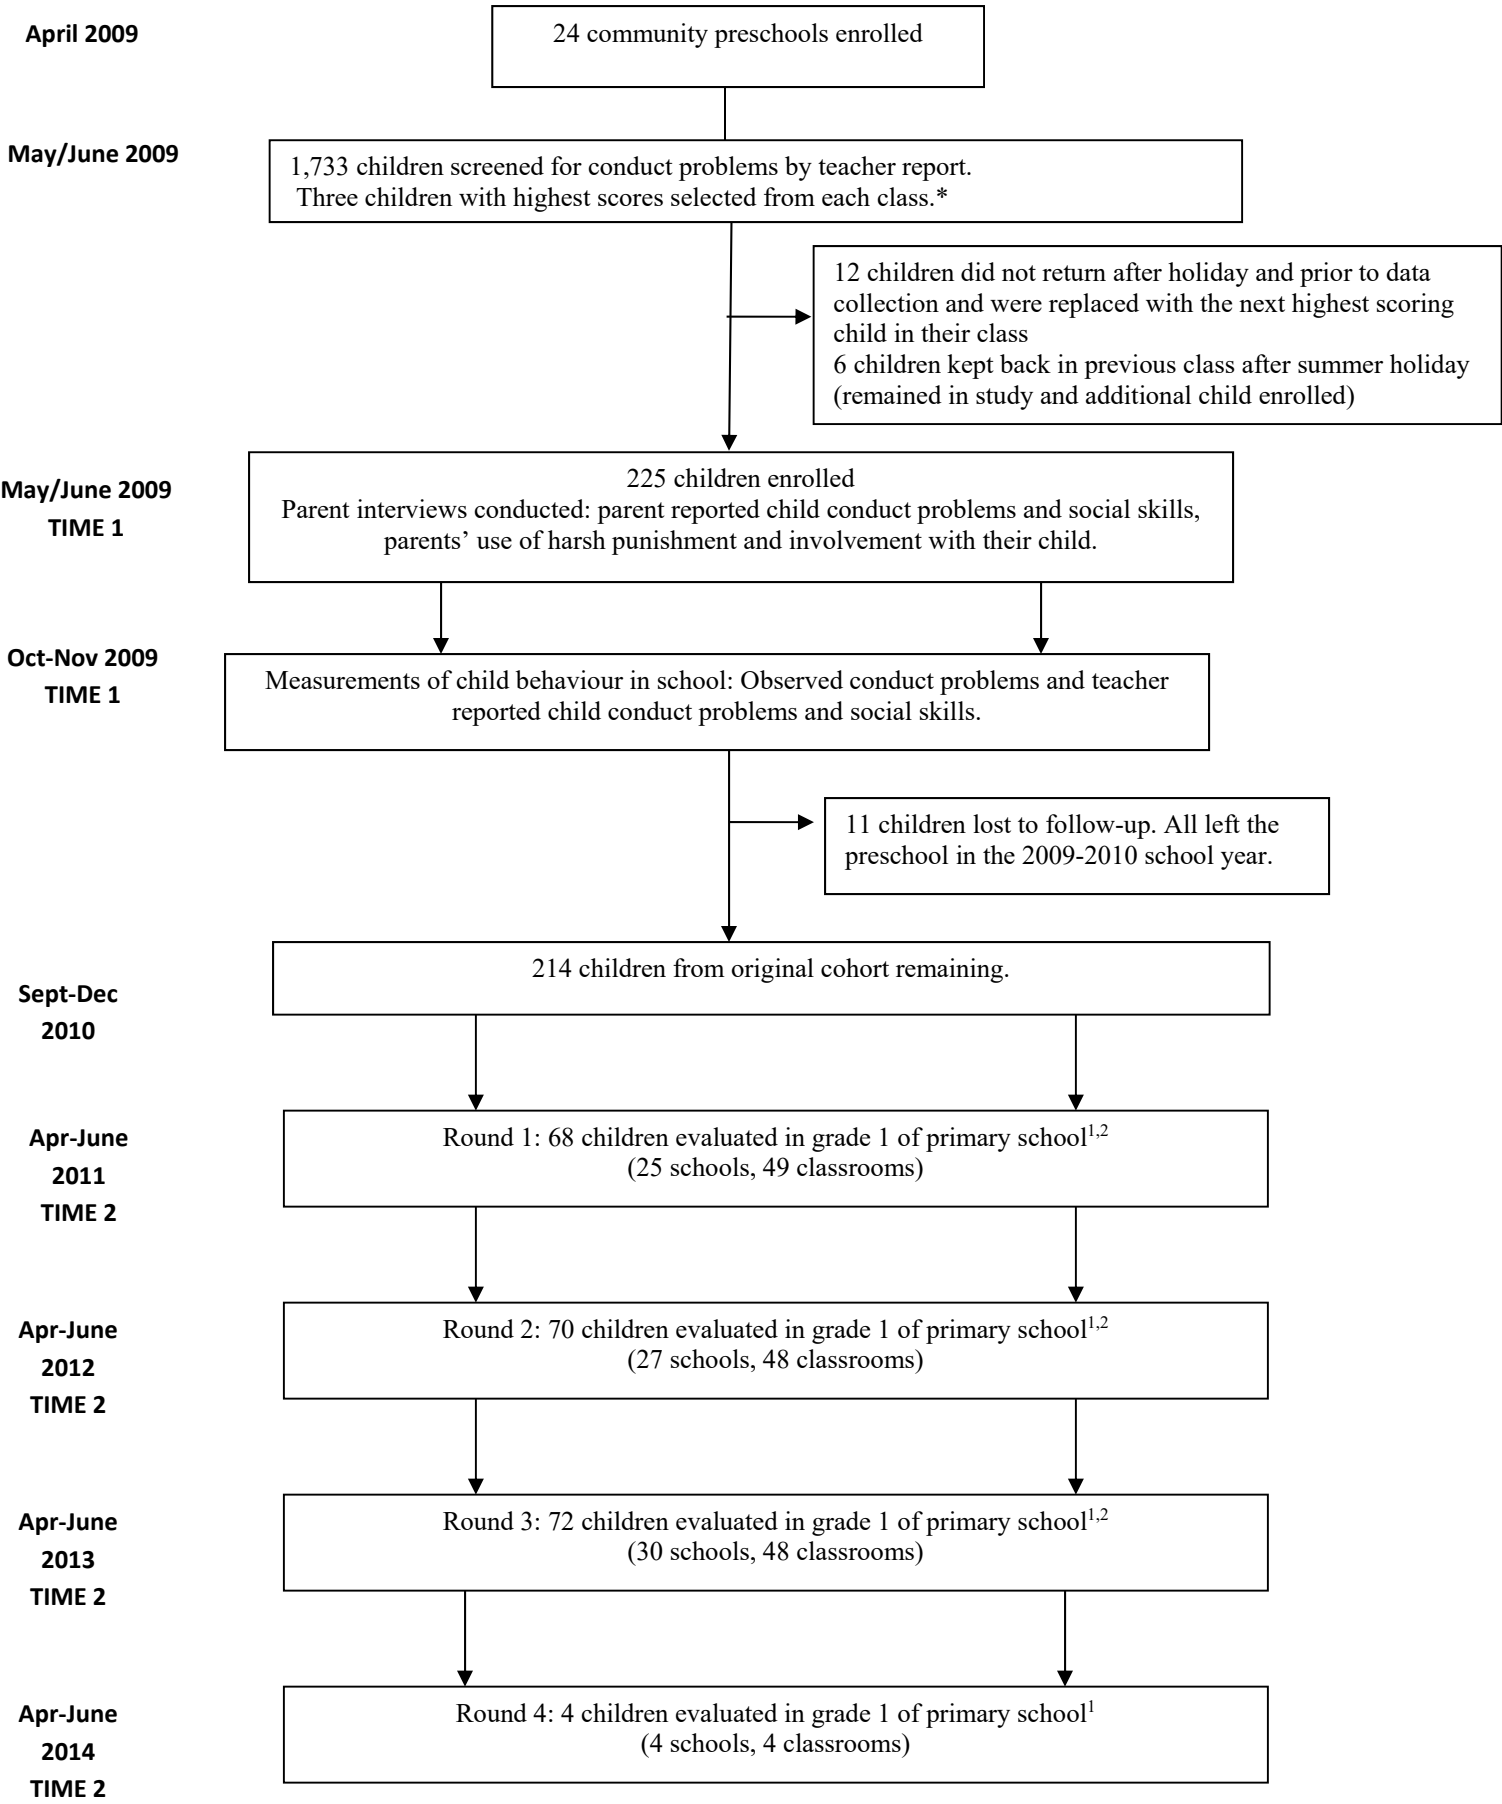 April 2009
24 community preschools enrolled
May/June 2009
1,733 children screened for conduct problems by teacher report.
Three children with highest scores selected from each class.*
12 children did not return after holiday and prior to data
collection and were replaced with the next highest scoring
child in their class
6 children kept back in previous class after summer holiday
(remained in study and additional child enrolled)
May/June 2009
TIME 1
225 children enrolled
Parent interviews conducted: parent reported child conduct problems and social skills,
parents’ use of harsh punishment and involvement with their child.
Oct-Nov 2009
TIME 1
Measurements of child behaviour in school: Observed conduct problems and teacher
reported child conduct problems and social skills.
11 children lost to follow-up. All left the
preschool in the 2009-2010 school year.
Sept-Dec
2010
214 children from original cohort remaining.
Apr-June
2011
TIME 2
Round 1: 68 children evaluated in grade 1 of primary school1,2
(25 schools, 49 classrooms)
Apr-June
2012
TIME 2
Round 2: 70 children evaluated in grade 1 of primary school1,2
(27 schools, 48 classrooms)
Apr-June
2013
TIME 2
Round 3: 72 children evaluated in grade 1 of primary school1,2
(30 schools, 48 classrooms)
Apr-June
2014
TIME 2
Round 4: 4 children evaluated in grade 1 of primary school1
(4 schools, 4 classrooms)